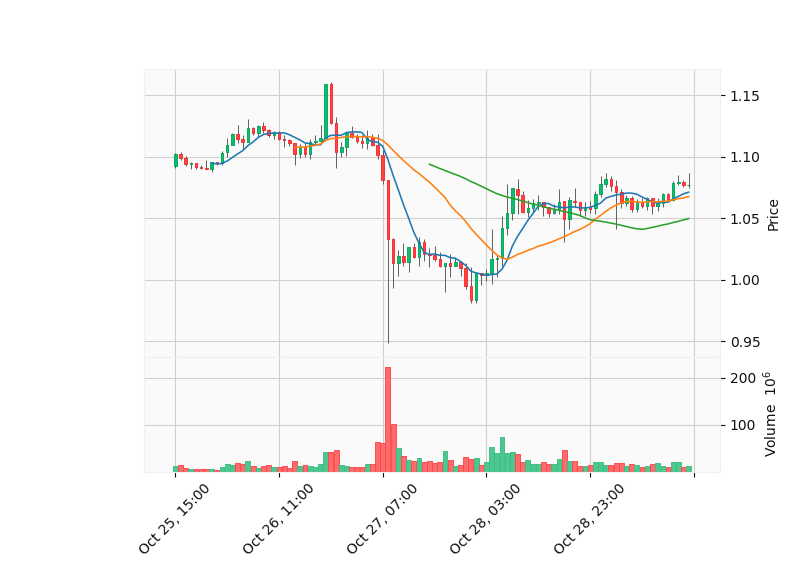 1.15
1.10
1.05
1.00
0.95
Price
200
100
Volume 10⁶
Oct 25, 15:00
Oct 26, 11:00
Oct 27, 07:00
Oct 28, 03:00
Oct 28, 23:00